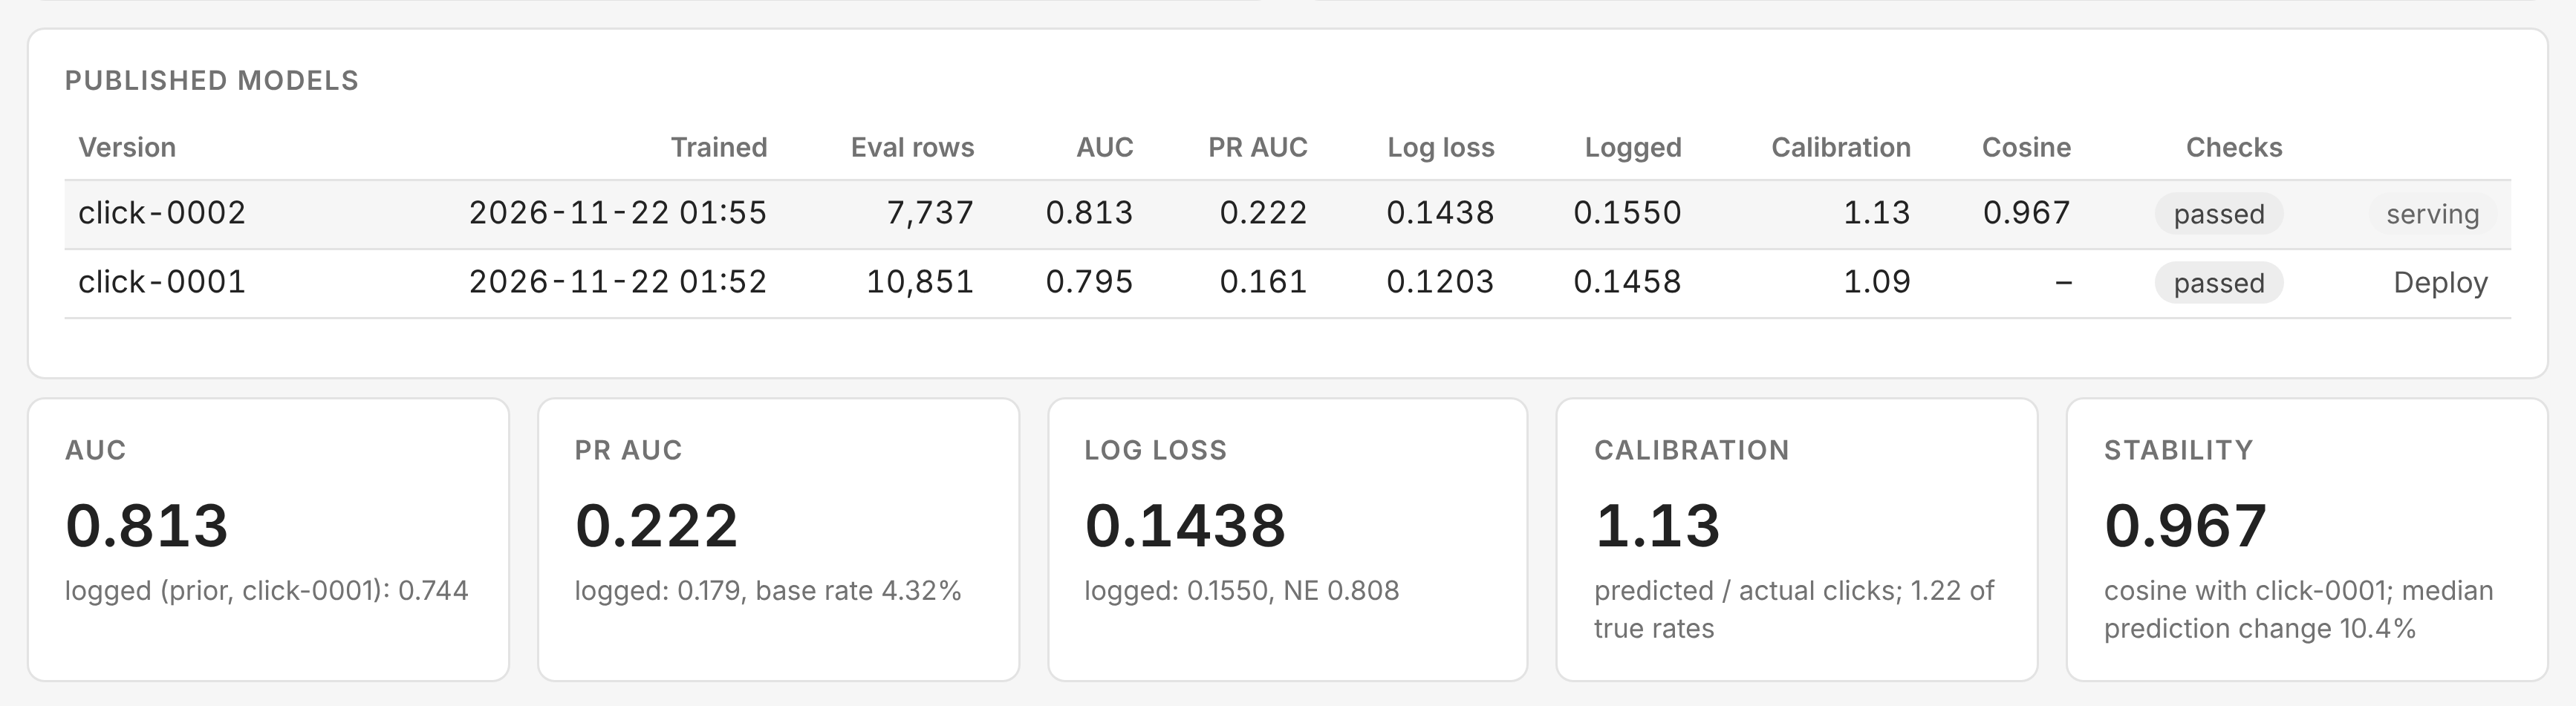 PUBLISHED MODELS
Version Trained Eval rows AUC PR AUC Log loss Logged Calibration Cosine Checks
click-0002 2026-11-22 01:55 7,737 0.813 0.222 0.1438 0.1550 1.13 0.967 passed serving
click-0001 2026-11-22 01:52 10,851 0.795 0.161 0.1203 0.1458 1.09 – passed Deploy
AUC
0.813
logged (prior, click-0001): 0.744
PR AUC
0.222
logged: 0.179, base rate 4.32%
LOG LOSS
0.1438
logged: 0.1550, NE 0.808
CALIBRATION
1.13
predicted / actual clicks; 1.22 of
true rates
STABILITY
0.967
cosine with click-0001; median
prediction change 10.4%